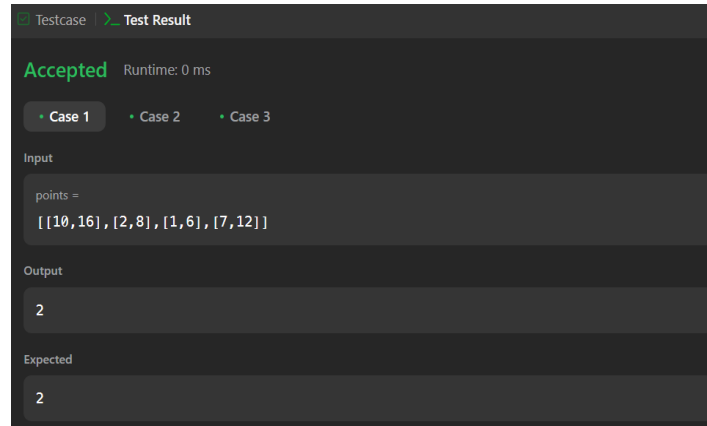 Testcase | >_ Test Result
Accepted Runtime: 0 ms
• Case 1 • Case 2 • Case 3
Input
points =
[[10,16],[2,8],[1,6],[7,12]]
Output
2
Expected
2